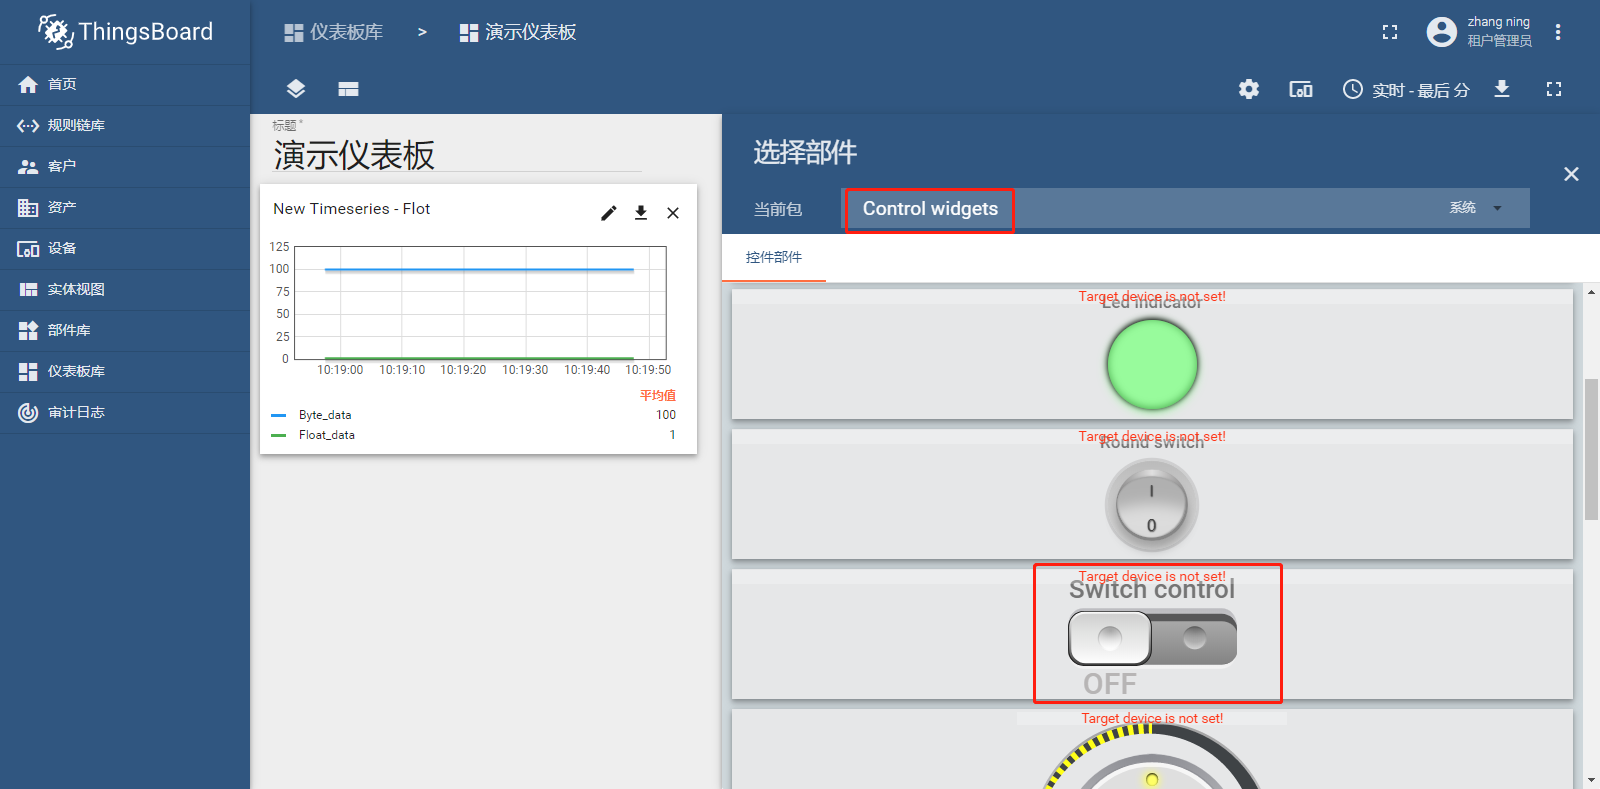 ThingsBoard
首页
规则链库
客户
资产
设备
实体视图
部件库
仪表板库
审计日志
仪表板库 > 演示仪表板
zhang ning
租户管理员
实时 - 最后 分
标题 *
演示仪表板
New Timeseries - Flot
125
100
75
50
25
0
10:19:00 10:19:10 10:19:20 10:19:30 10:19:40 10:19:50
平均值
Byte_data 100
Float_data 1
选择部件
当前包 Control widgets 系统
控件部件
Target device is not set!
Led indicator
Target device is not set!
Round switch
I
0
Target device is not set!
Switch control
OFF
Target device is not set!